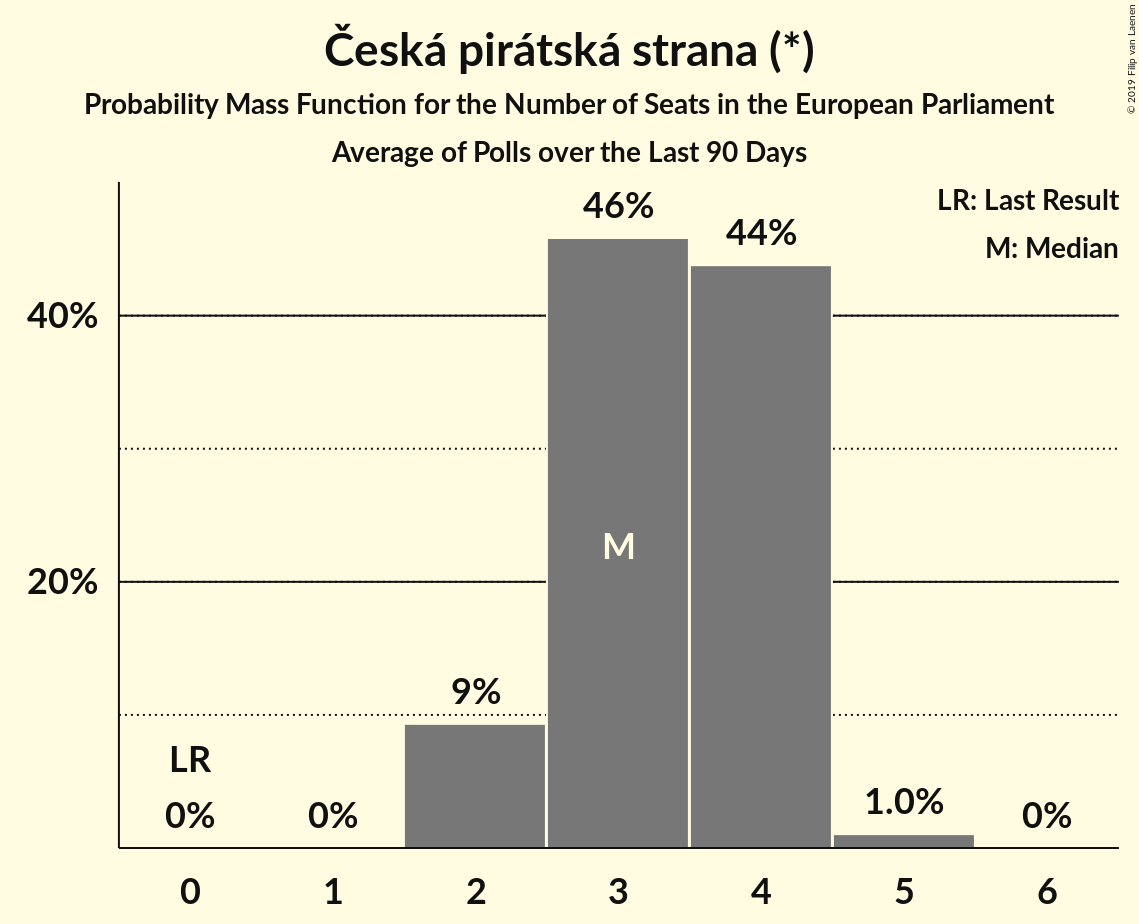 Česká pirátská strana (*)
Probability Mass Function for the Number of Seats in the European Parliament
Average of Polls over the Last 90 Days
© 2019 Filip van Laenen
LR: Last Result
M: Median
46%
44%
40%
M
20%
9%
LR
0%
0%
1.0%
0%
0 1 2 3 4 5 6